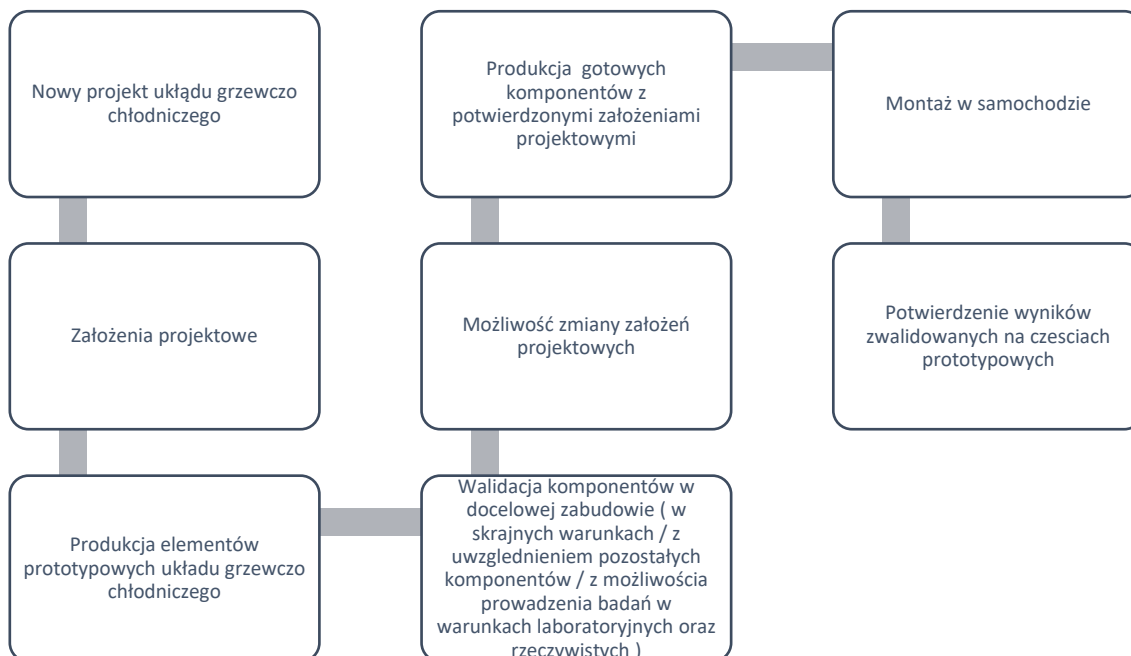 Nowy projekt ukłądu grzewczo
chłodniczego
Założenia projektowe
Produkcja elementów
prototypowych układu grzewczo
chłodniczego
Walidacja komponentów w
docelowej zabudowie ( w
skrajnych warunkach / z
uwzglednieniem pozostałych
komponentów / z możliwościa
prowadzenia badań w
warunkach laboratoryjnych oraz
rzeczywistych )
Możliwość zmiany założeń
projektowych
Produkcja gotowych
komponentów z
potwierdzonymi założeniami
projektowymi
Montaż w samochodzie
Potwierdzenie wyników
zwalidowanych na czesciach
prototypowych